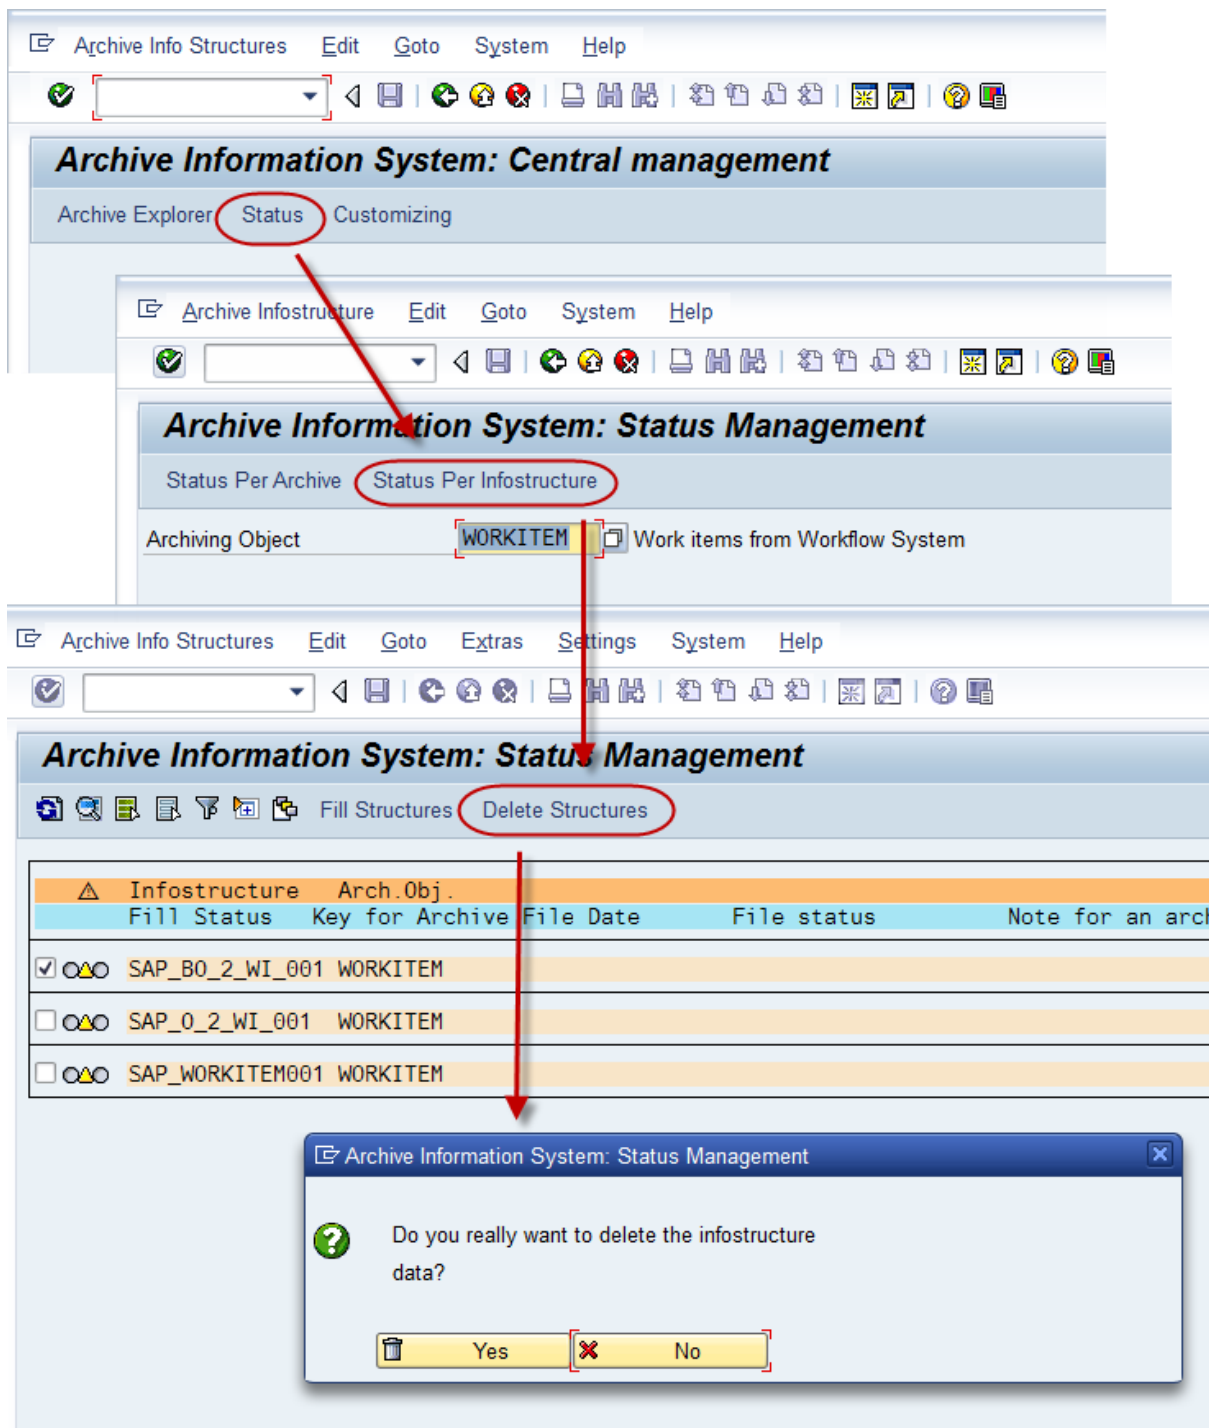 Archive Info Structures Edit Goto System Help
Archive Information System: Central management
Archive Explorer Status Customizing
Archive Infostructure Edit Goto System Help
Archive Information System: Status Management
Status Per Archive Status Per Infostructure
Archiving Object WORKITEM Work items from Workflow System
Archive Info Structures Edit Goto Extras Settings System Help
Archive Information System: Status Management
Fill Structures Delete Structures
Infostructure Arch.Obj.
Fill Status Key for Archive File Date File status Note for an arch
SAP_BO_2_WI_001 WORKITEM
SAP_O_2_WI_001 WORKITEM
SAP_WORKITEM001 WORKITEM
Archive Information System: Status Management
Do you really want to delete the infostructure
data?
Yes No